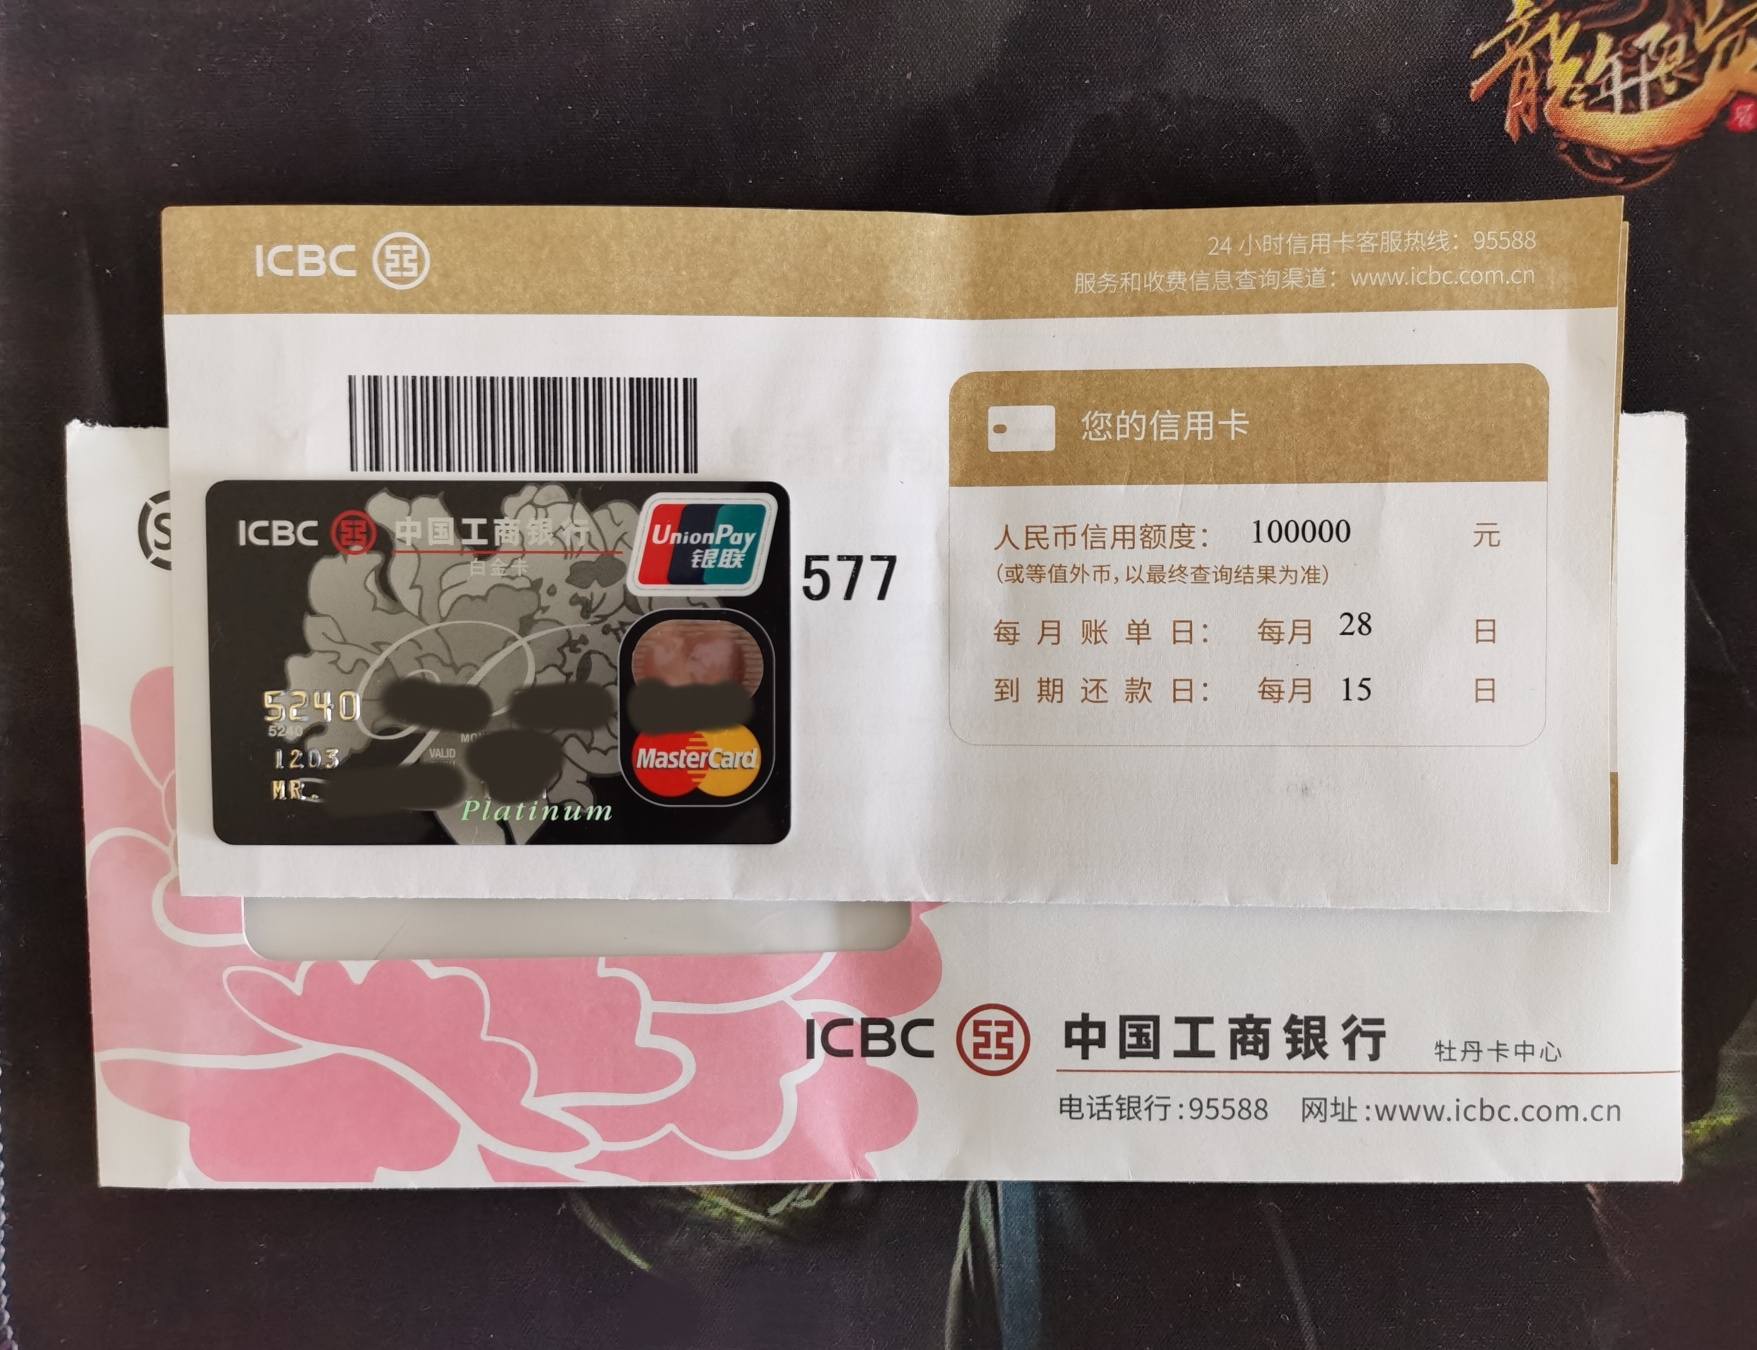 龍年限定
ICBC
24 小时信用卡客服热线：95588
服务和收费信息查询渠道：www.icbc.com.cn
您的信用卡
人民币信用额度： 100000 元
（或等值外币，以最终查询结果为准）
每月账单日： 每月 28 日
到期还款日： 每月 15 日
577
ICBC 中国工商银行
白金卡
UnionPay
银联
5240
5240
VALID
1203
MR.
MasterCard
Platinum
ICBC 中国工商银行 牡丹卡中心
电话银行：95588 网址：www.icbc.com.cn